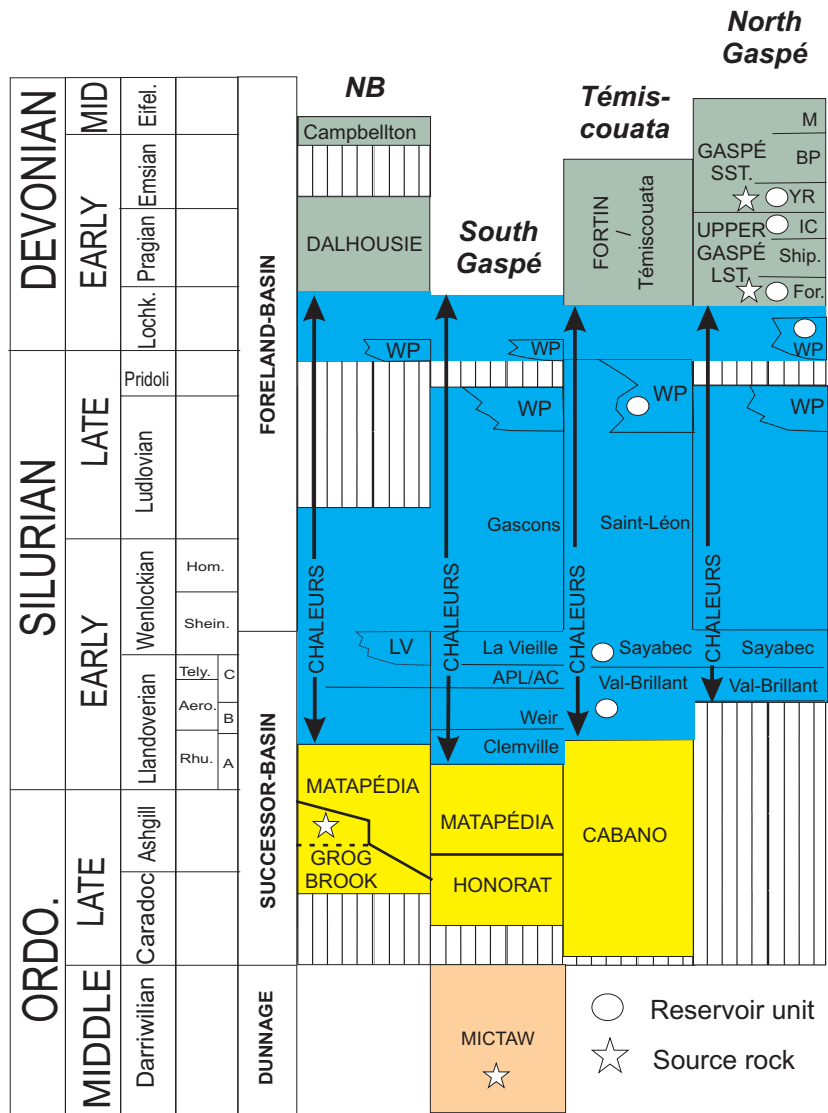 North
Gaspé
NB
Témis-
couata
South
Gaspé
DEVONIAN
SILURIAN
ORDO.
MID
EARLY
LATE
EARLY
LATE
MIDDLE
Eifel.
Emsian
Pragian
Lochk.
Pridoli
Ludlovian
Wenlockian
Llandoverian
Ashgill
Caradoc
Darriwilian
Hom.
Shein.
Tely.
Aero.
Rhu.
C
B
A
FORELAND-BASIN
SUCCESSOR-BASIN
DUNNAGE
Campbellton
DALHOUSIE
WP
CHALEURS
LV
MATAPÉDIA
GROG
BROOK
WP
WP
Gascons
CHALEURS
La Vieille
APL/AC
Weir
Clemville
MATAPÉDIA
HONORAT
MICTAW
FORTIN
/
Témiscouata
WP
Saint-Léon
CHALEURS
Sayabec
Val-Brillant
CABANO
M
GASPÉ
SST.
BP
YR
UPPER
GASPÉ
LST.
IC
Ship.
For.
WP
WP
CHALEURS
Sayabec
Val-Brillant
Reservoir unit
Source rock